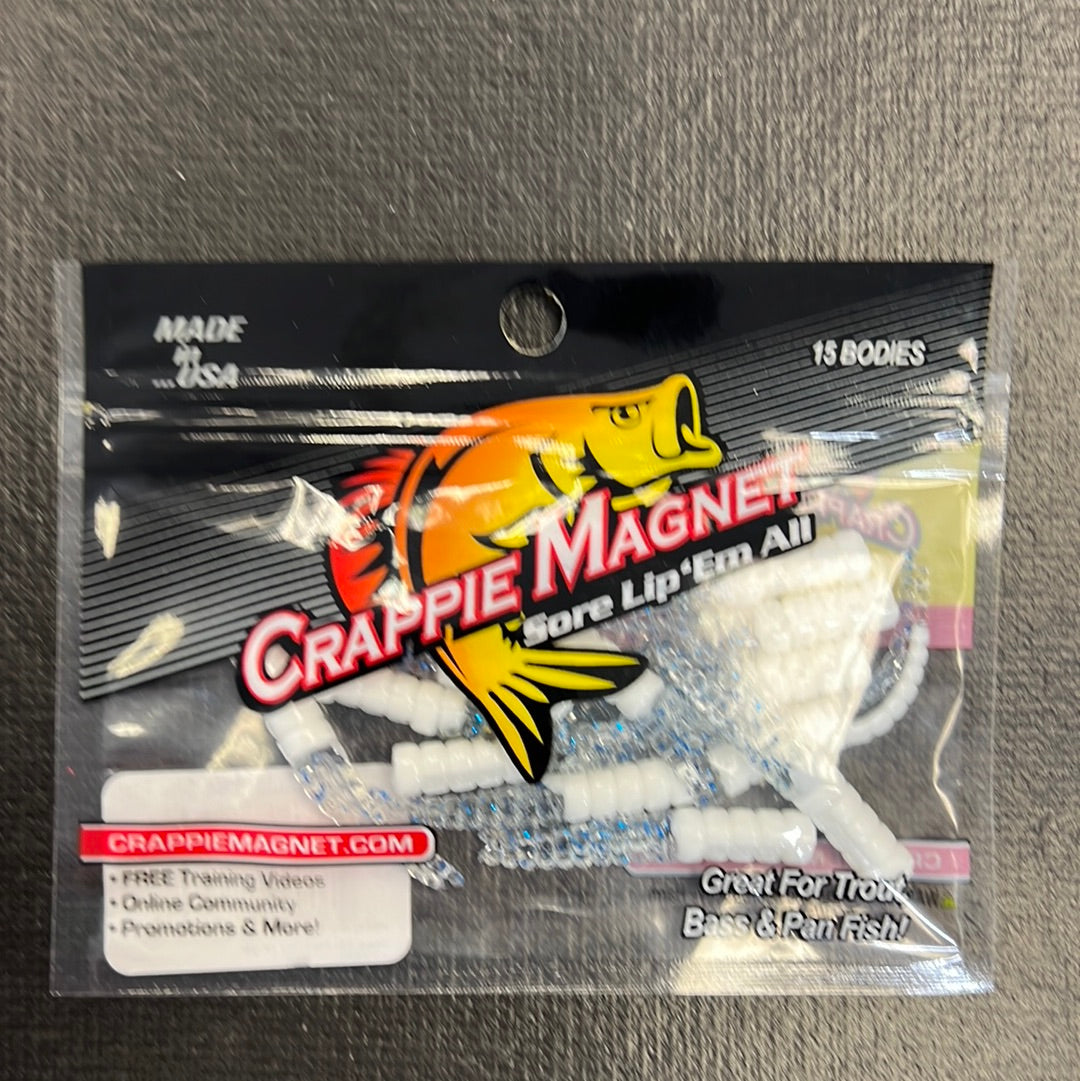 MADE
in
USA
15 BODIES
CRAPPIE MAGNET
Sore Lip 'Em All
CRAPPIEMAGNET.COM
• FREE Training Videos
• Online Community
• Promotions & More!
Great For Trout
Bass & Pan Fish!